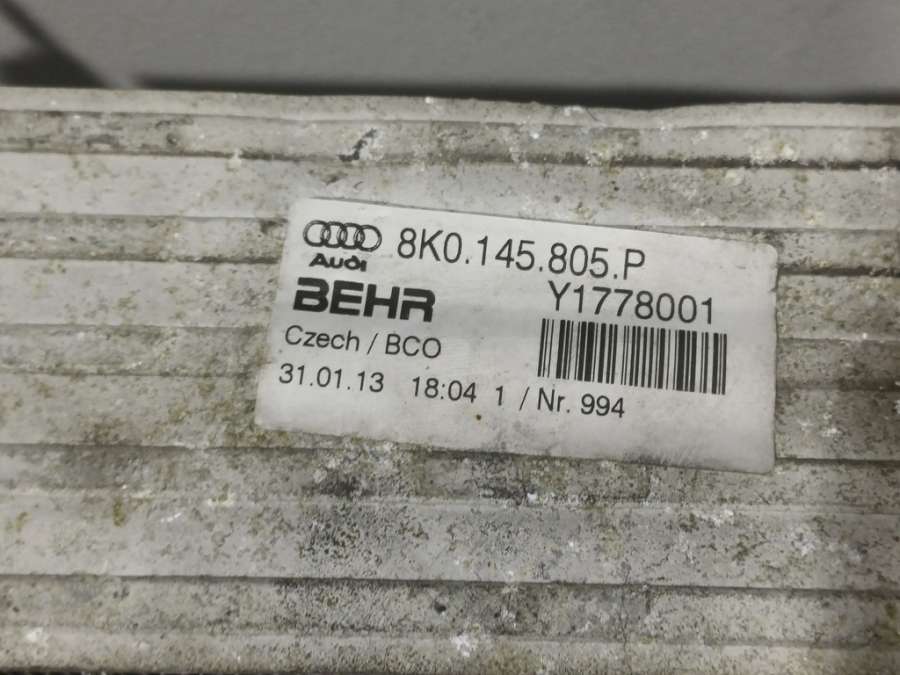 8K0.145.805.P
Audi
BEHR
Y1778001
Czech / BCO
31.01.13 18:04 1 / Nr. 994